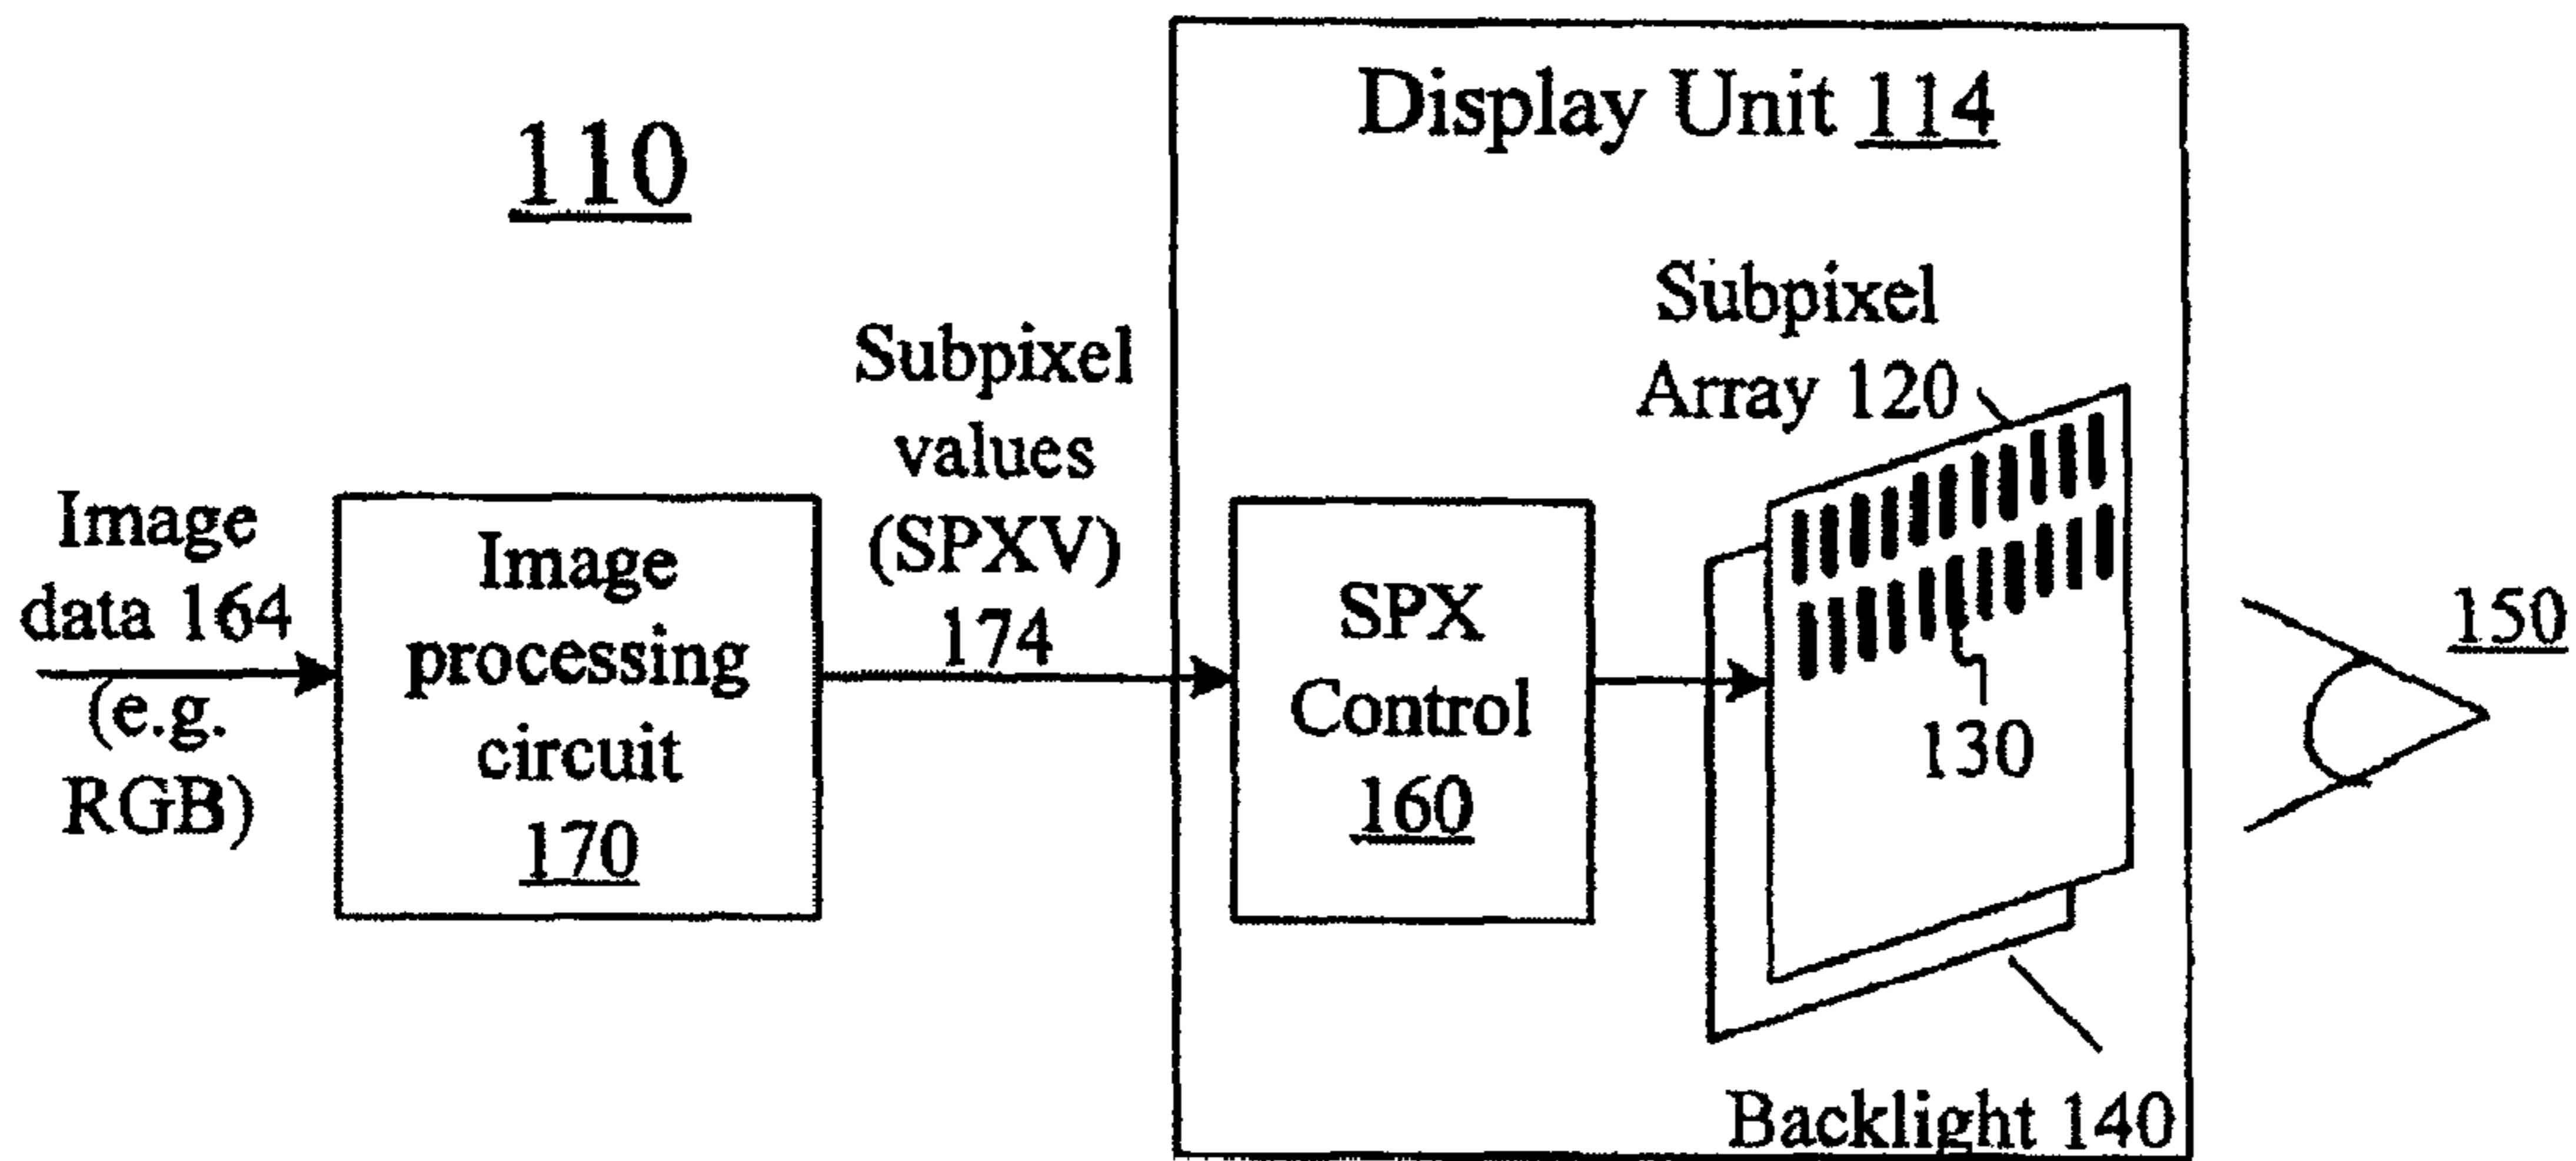 110
Image
data 164
(e.g.
RGB)
Image
processing
circuit
170
Subpixel
values
(SPXV)
174
Display Unit 114
SPX
Control
160
Subpixel
Array 120
130
Backlight 140
150